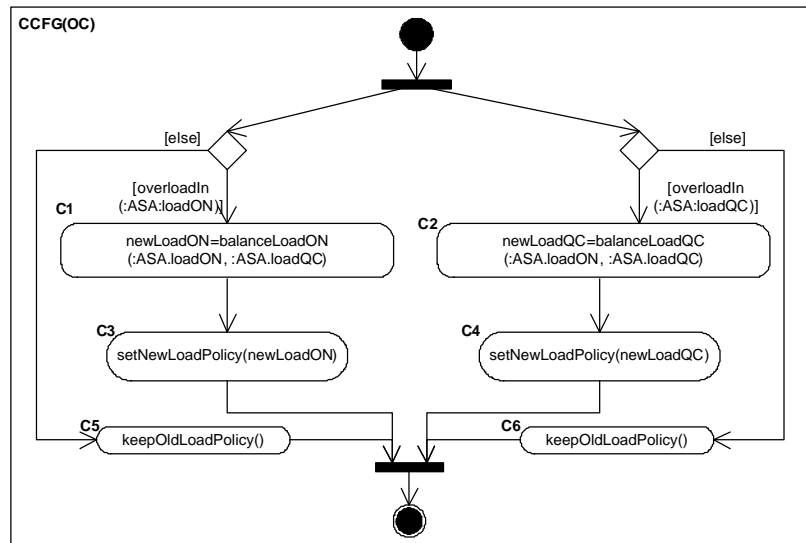 CCFG(OC)
[else]
[else]
[overloadIn
(:ASA:loadON)]
[overloadIn
(:ASA:loadQC)]
C1
newLoadON=balanceLoadON
(:ASA.loadON, :ASA.loadQC)
C2
newLoadQC=balanceLoadQC
(:ASA.loadON, :ASA.loadQC)
C3
setNewLoadPolicy(newLoadON)
C4
setNewLoadPolicy(newLoadQC)
C5
keepOldLoadPolicy()
C6
keepOldLoadPolicy()